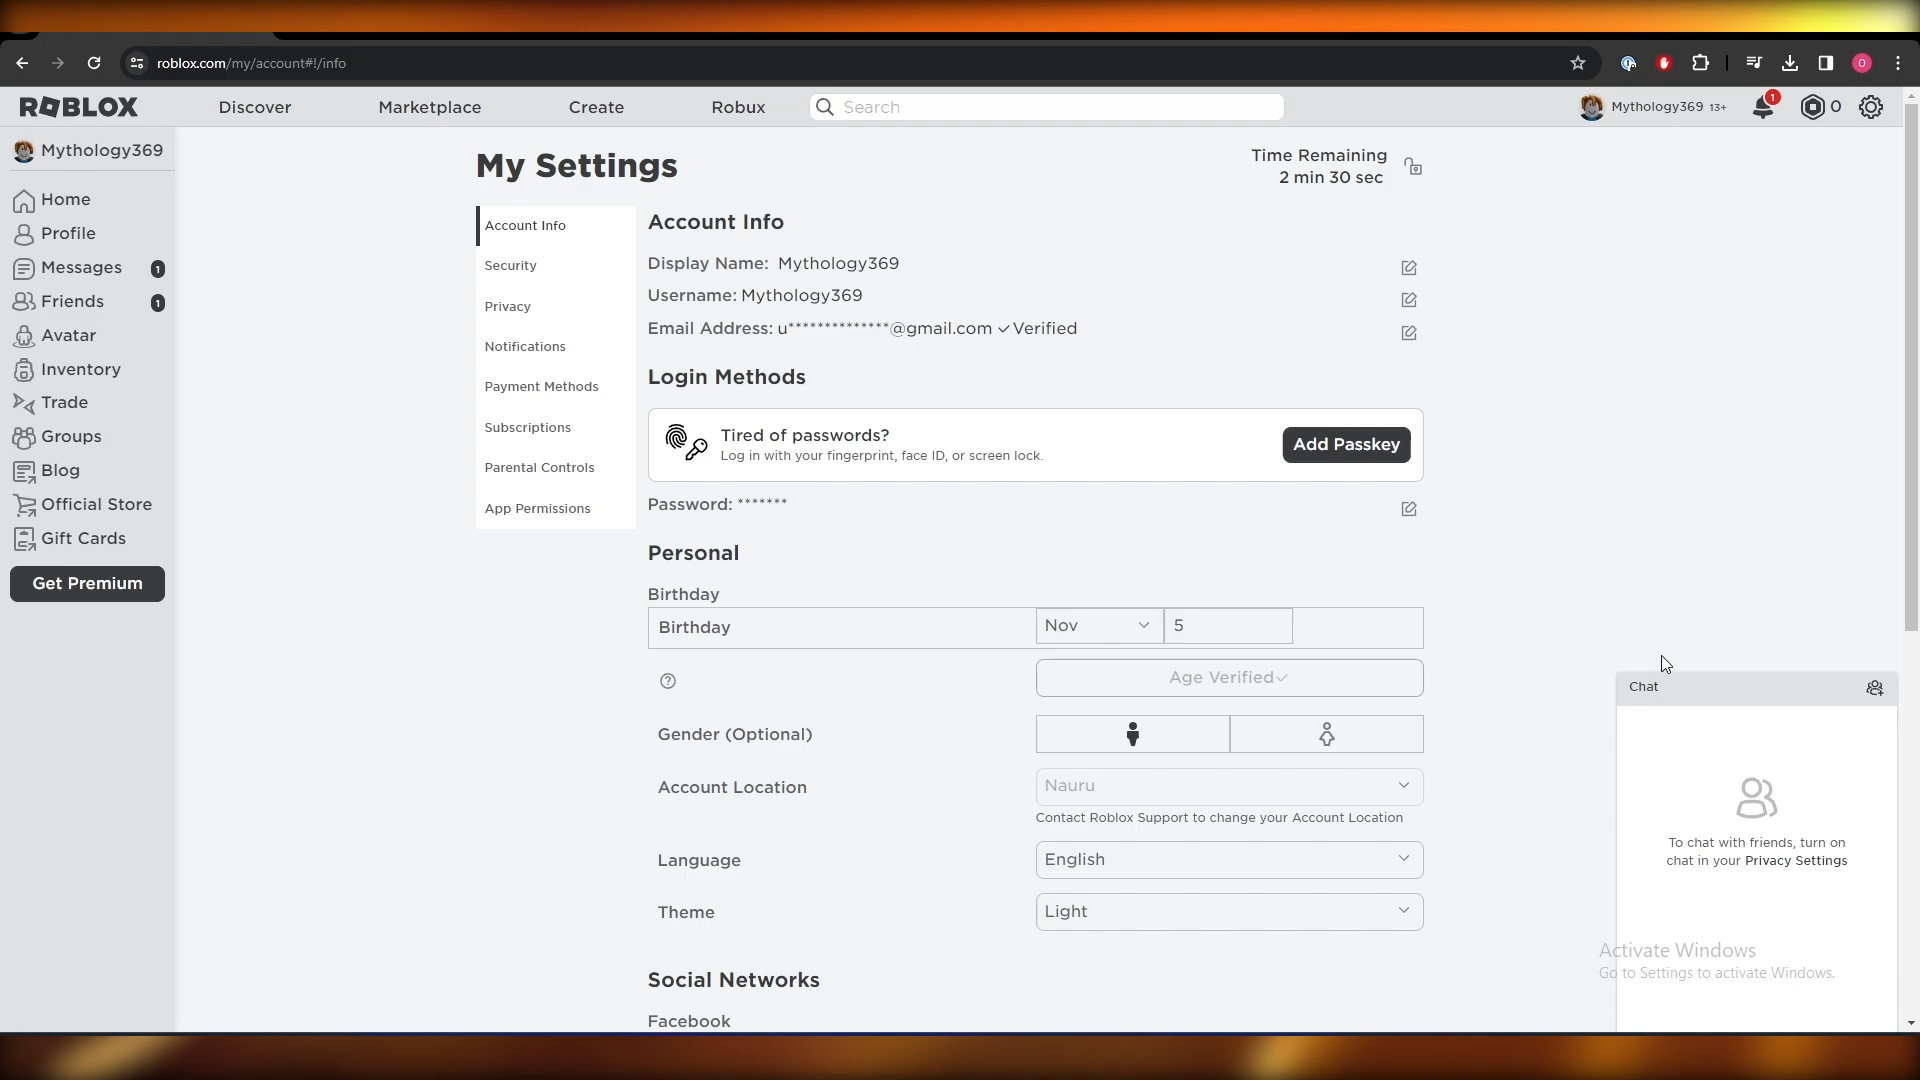 roblox.com/my/account#!/info
O
ROBLOX
Discover
Marketplace
Create
Robux
Search
Mythology369 13+
1
0
Mythology369
Home
Profile
Messages 1
Friends 1
Avatar
Inventory
Trade
Groups
Blog
Official Store
Gift Cards
Get Premium
My Settings
Time Remaining
2 min 30 sec
Account Info
Security
Privacy
Notifications
Payment Methods
Subscriptions
Parental Controls
App Permissions
Account Info
Display Name: Mythology369
Username: Mythology369
Email Address: u**************@gmail.com ✓ Verified
Login Methods
Tired of passwords?
Log in with your fingerprint, face ID, or screen lock.
Add Passkey
Password: *******
Personal
Birthday
Birthday
Nov
5
Age Verified✓
Gender (Optional)
Account Location
Nauru
Contact Roblox Support to change your Account Location
Language
English
Theme
Light
Social Networks
Facebook
Chat
To chat with friends, turn on
chat in your Privacy Settings
Activate Windows
Go to Settings to activate Windows.